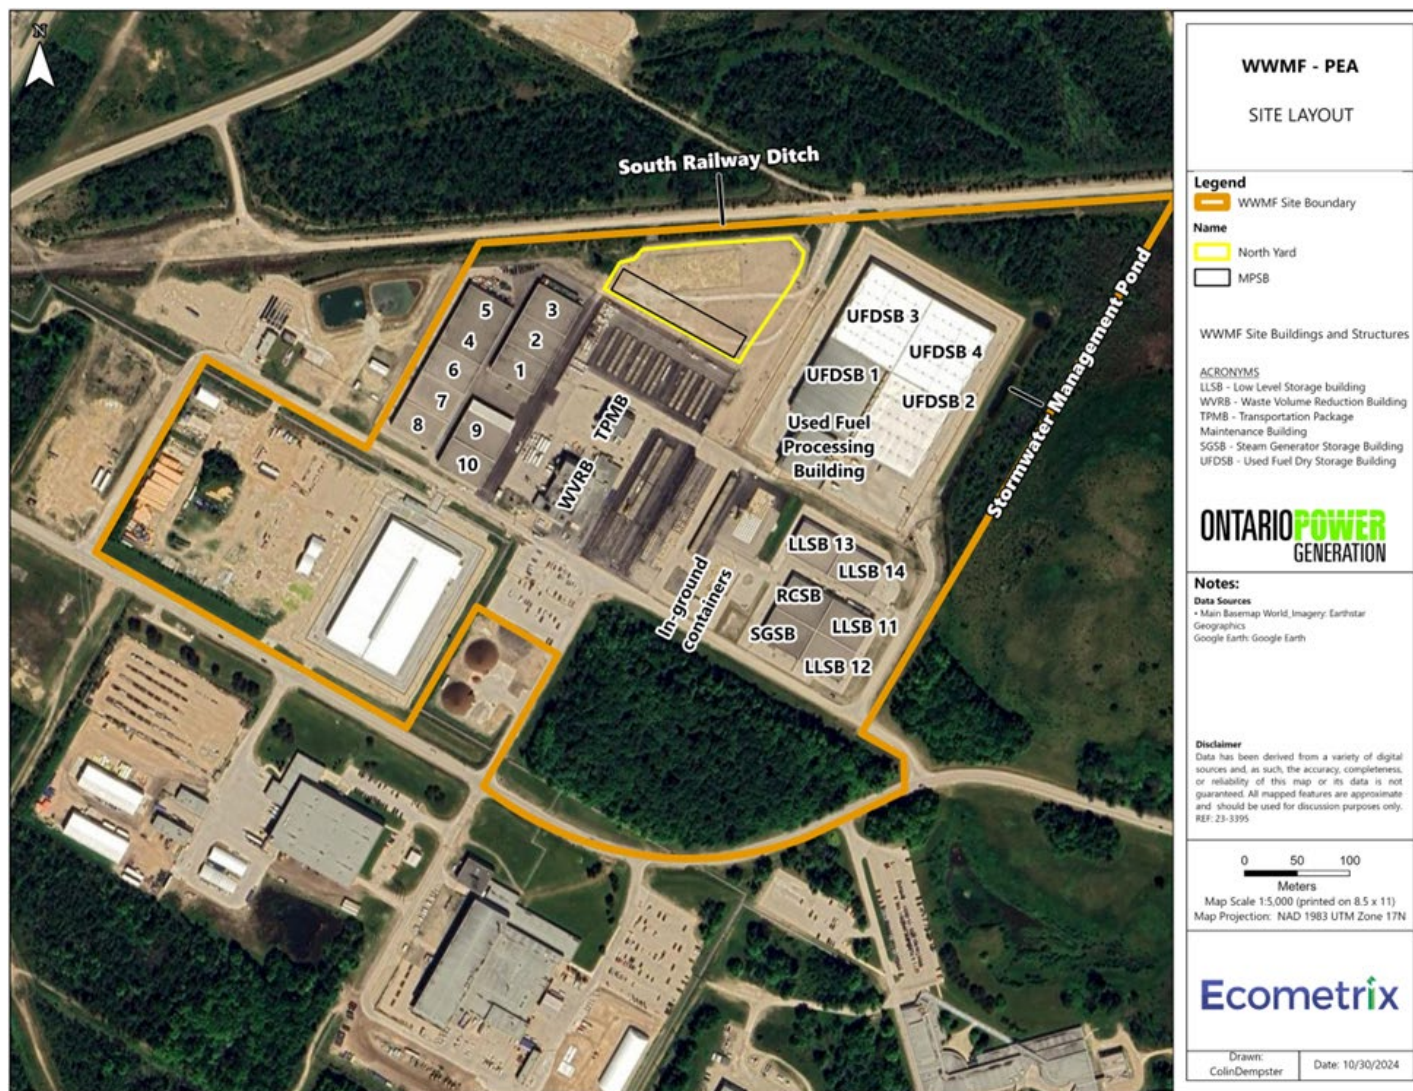 N
South Railway Ditch
5
3
4
2
6
1
7
8
9
10
TPMB
WVRB
UFDSB 3
UFDSB 4
UFDSB 1
UFDSB 2
Used Fuel
Processing
Building
Stormwater Management Pond
LLSB 13
LLSB 14
RCSB
LLSB 11
SGSB
LLSB 12
In-ground
containers
WWMF - PEA
SITE LAYOUT
Legend
WWMF Site Boundary
Name
North Yard
MPSB
WWMF Site Buildings and Structures
ACRONYMS
LLSB - Low Level Storage building
WVRB - Waste Volume Reduction Building
TPMB - Transportation Package
Maintenance Building
SGSB - Steam Generator Storage Building
UFDSB - Used Fuel Dry Storage Building
ONTARIOPOWER
GENERATION
Notes:
Data Sources
• Main Basemap World_Imagery: Earthstar
Geographics
Google Earth: Google Earth
Disclaimer
Data has been derived from a variety of digital
sources and, as such, the accuracy, completeness,
or reliability of this map or its data is not
guaranteed. All mapped features are approximate
and should be used for discussion purposes only.
REF: 23-3395
0 50 100
Meters
Map Scale 1:5,000 (printed on 8.5 x 11)
Map Projection: NAD 1983 UTM Zone 17N
Ecometrix
Drawn:
ColinDempster
Date: 10/30/2024